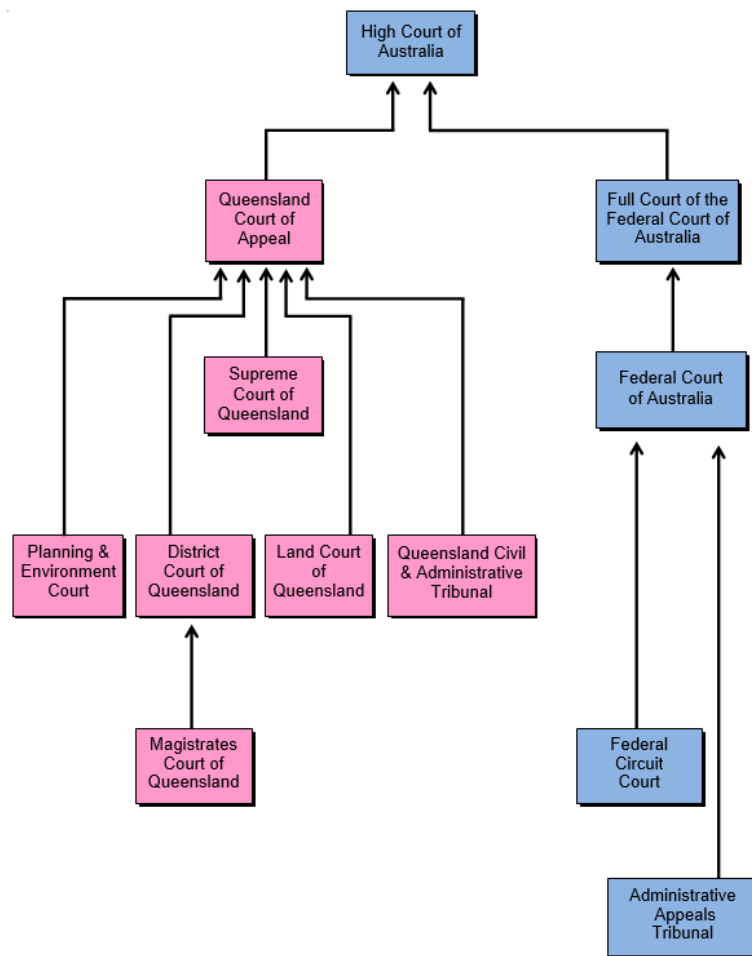 High Court of
Australia
Queensland
Court of
Appeal
Full Court of the
Federal Court of
Australia
Supreme
Court of
Queensland
Federal Court
of Australia
Planning &
Environment
Court
District
Court of
Queensland
Land Court
of
Queensland
Queensland Civil
& Administrative
Tribunal
Magistrates
Court of
Queensland
Federal
Circuit
Court
Administrative
Appeals
Tribunal